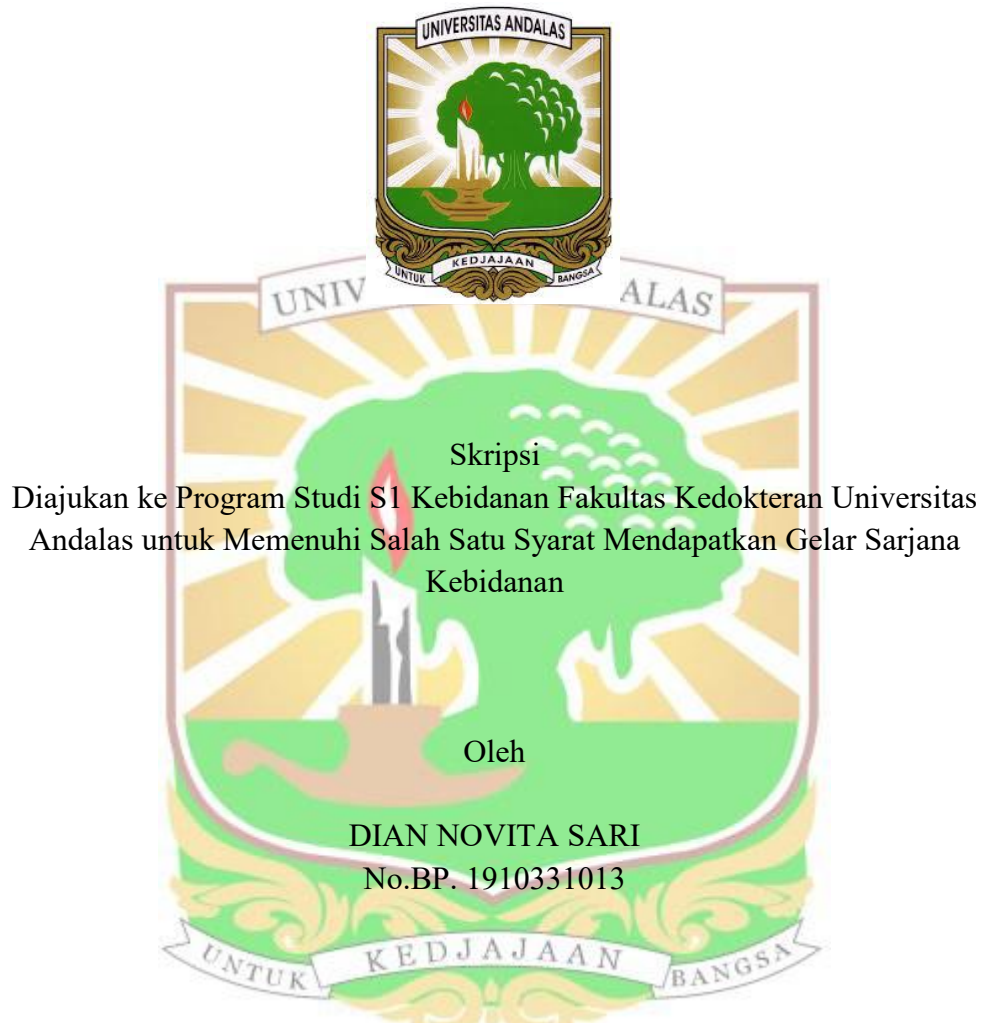 UNIVERSITAS ANDALAS
UNTUK KEDJAJAAN BANGSA
UNIV ALAS
Skripsi
Diajukan ke Program Studi S1 Kebidanan Fakultas Kedokteran Universitas
Andalas untuk Memenuhi Salah Satu Syarat Mendapatkan Gelar Sarjana
Kebidanan
Oleh
DIAN NOVITA SARI
No.BP. 1910331013
UNTUK KEDJAJAAN BANGSA